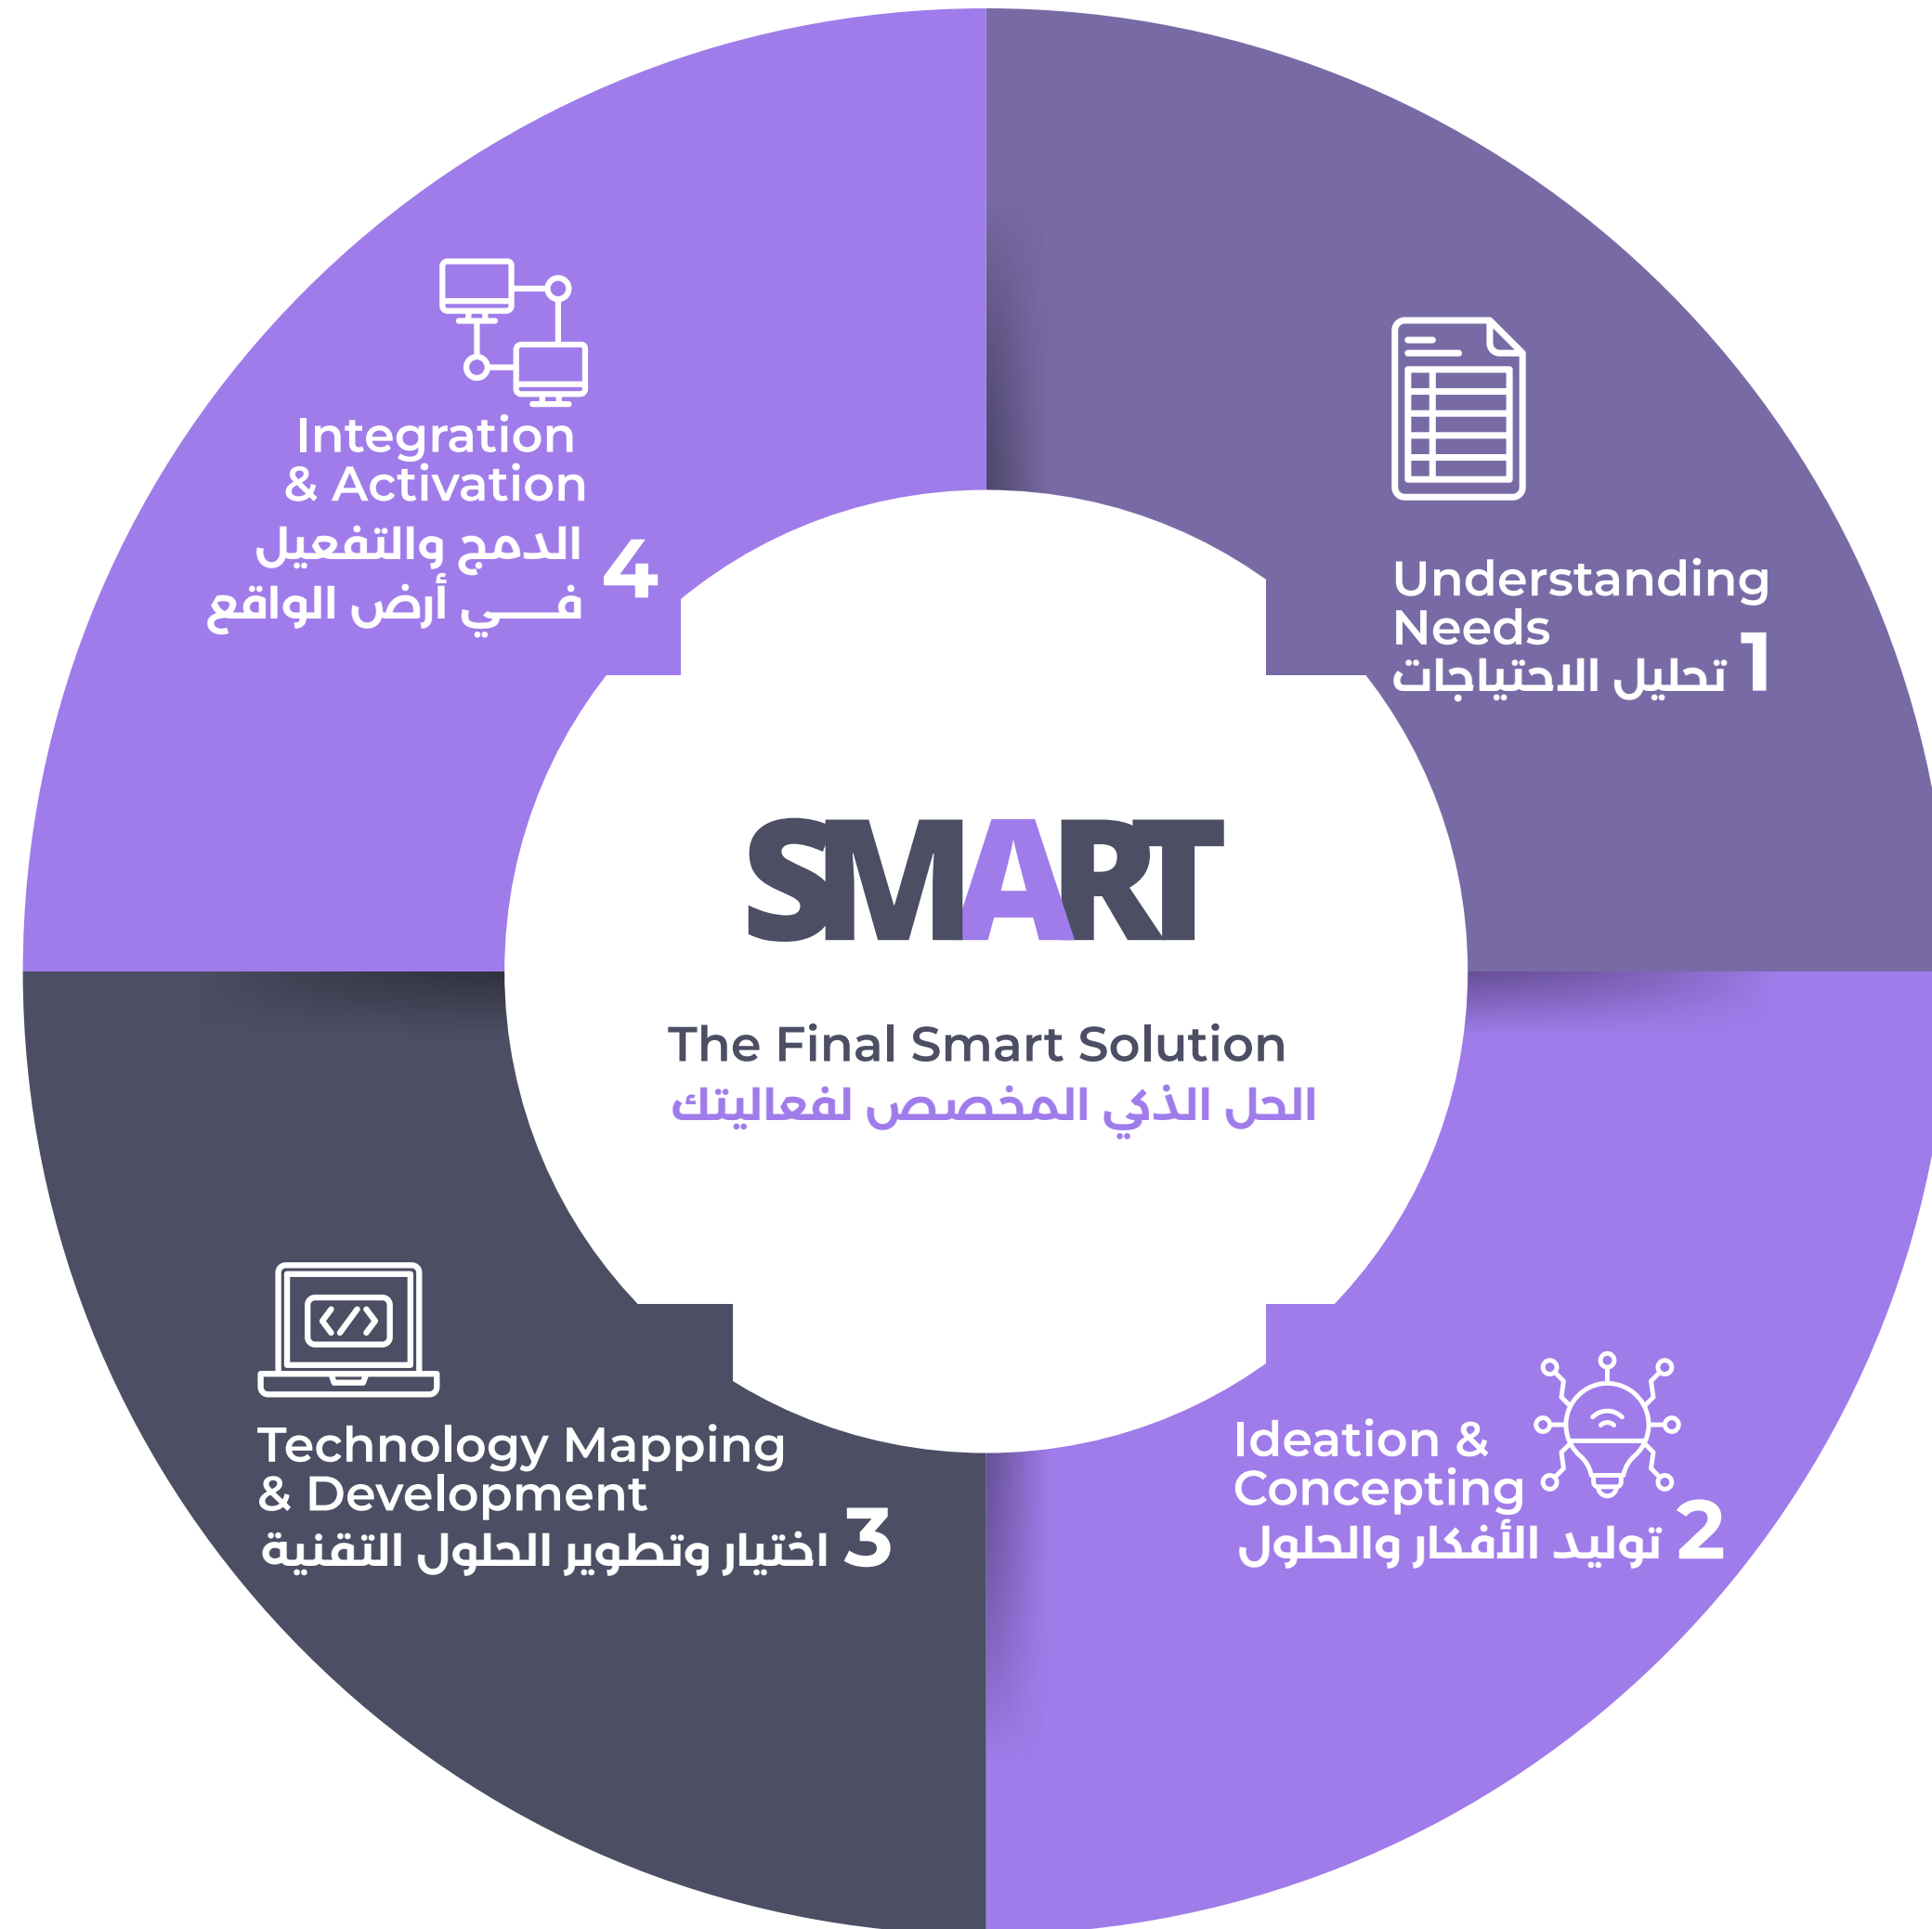 SMART
The Final Smart Solution
الحل الذي المخصص لفعاليتك
Understanding
Needs
تحليل الاحتياجات
1
Ideation &
Concepting
توليد الأفكار والحلول
2
Technology Mapping
& Development
اختيار وتطوير الحلول التقنية
3
Integration
& Activation
الدمج والتفعيل
فـــي أرض الواقع
4